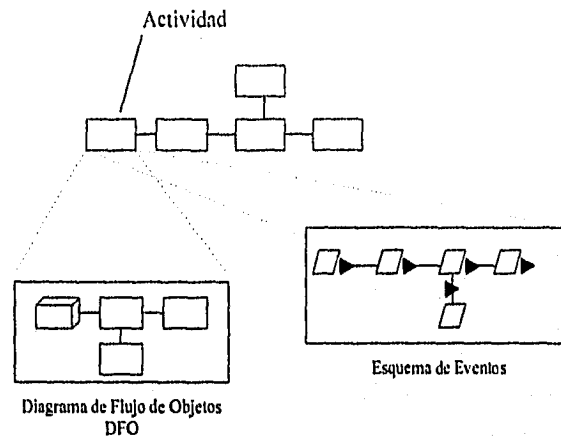 Actividad
Esquema de Eventos
Diagrama de Flujo de Objetos
DFO